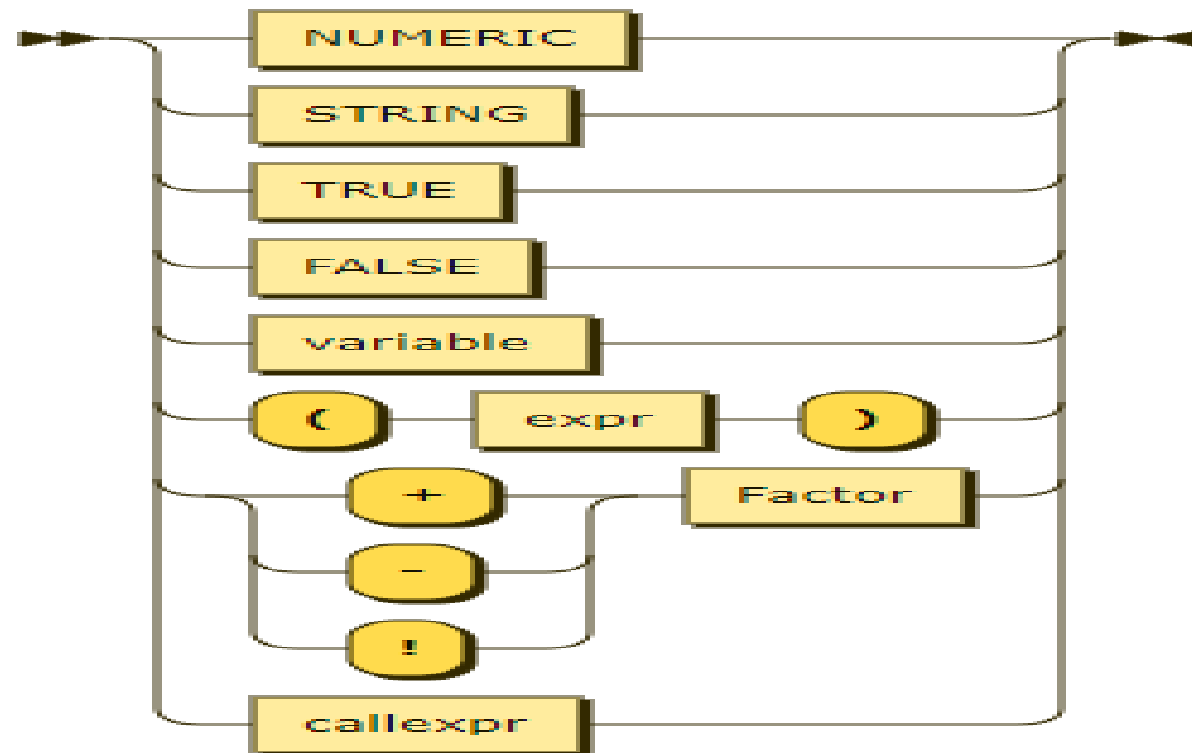 NUMERIC
STRING
TRUE
FALSE
variable
( expr )
+ Factor
-
!
callexpr